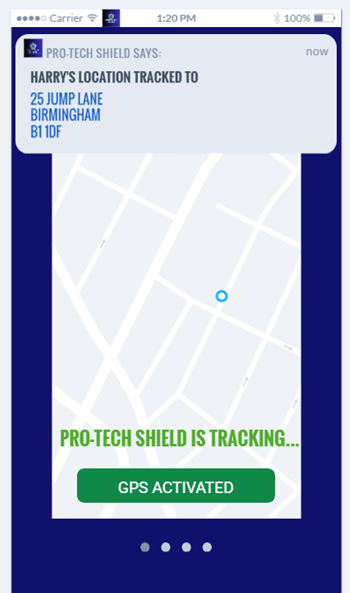 Carrier 1:20 PM 100%
PRO-TECH SHIELD SAYS: now
HARRY'S LOCATION TRACKED TO
25 JUMP LANE
BIRMINGHAM
B1 1DF
PRO-TECH SHIELD IS TRACKING...
GPS ACTIVATED